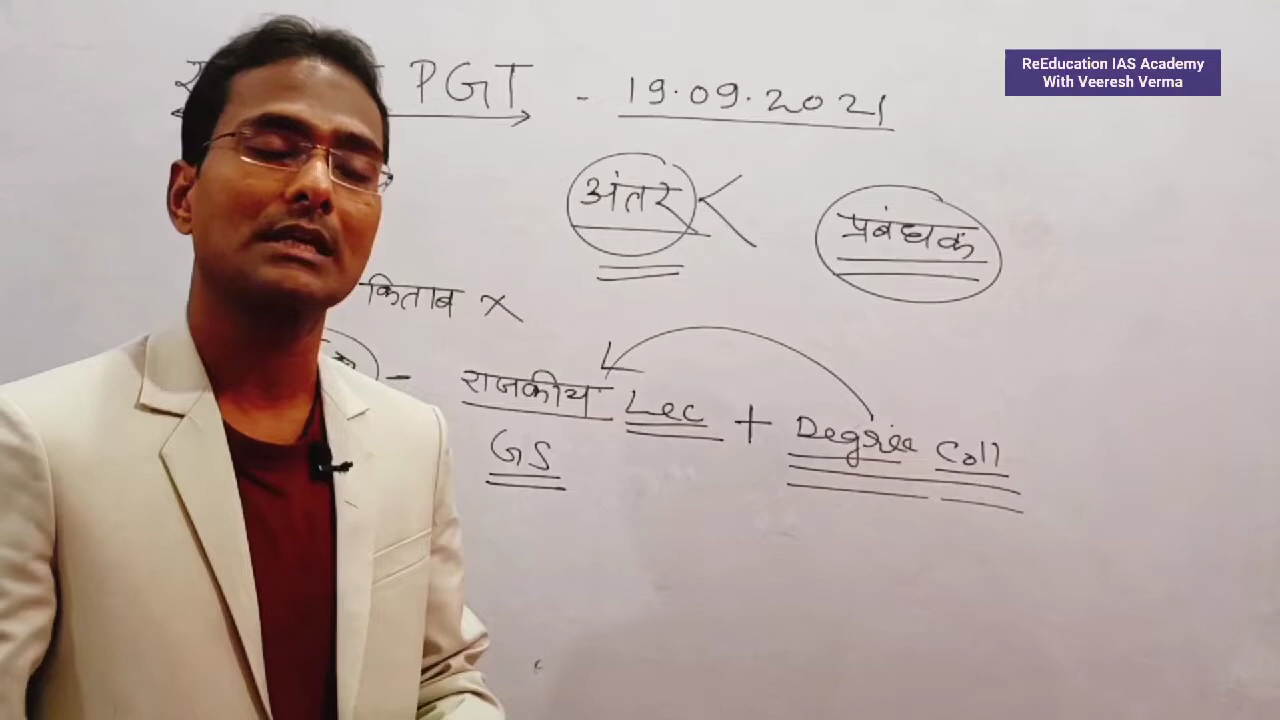 PGT - 19.09.2021
ReEducation IAS Academy
With Veeresh Verma
अंतर
प्रबंधक
किताब ×
- राजकीय Lec + Degree Coll
GS